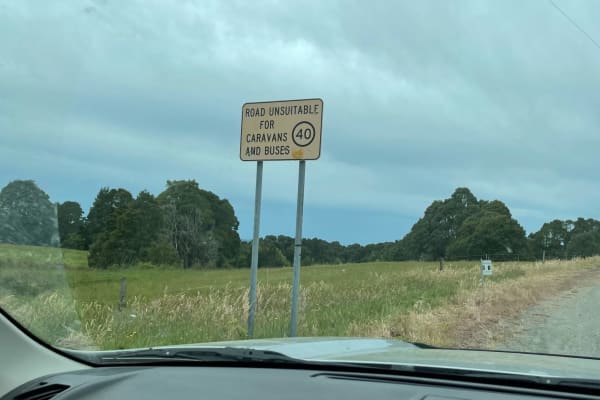 ROAD UNSUITABLE
FOR
CARAVANS
AND BUSES
40